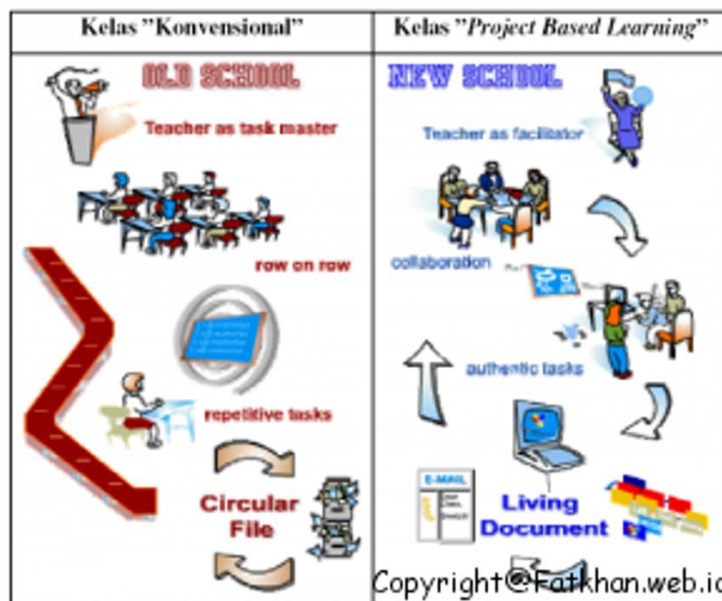 Kelas "Konvensional"
Kelas "Project Based Learning"
OLD SCHOOL
Teacher as task master
row on row
repetitive tasks
Circular
File
NEW SCHOOL
Teacher as facilitator
collaboration
authentic tasks
E-MAIL
Living
Document
Copyright@Fatkhan.web.id